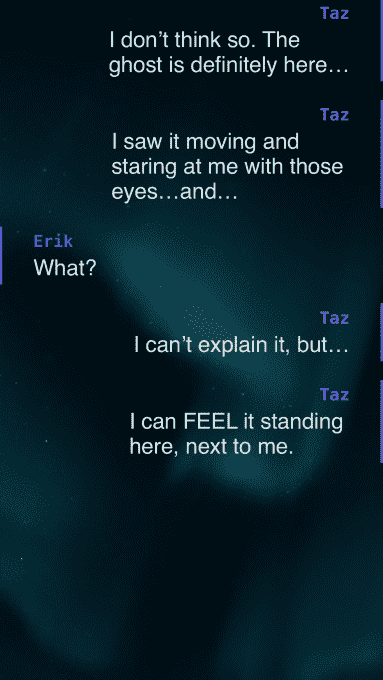 Taz
I don’t think so. The
ghost is definitely here…
Taz
I saw it moving and
staring at me with those
eyes…and…
Erik
What?
Taz
I can’t explain it, but…
Taz
I can FEEL it standing
here, next to me.